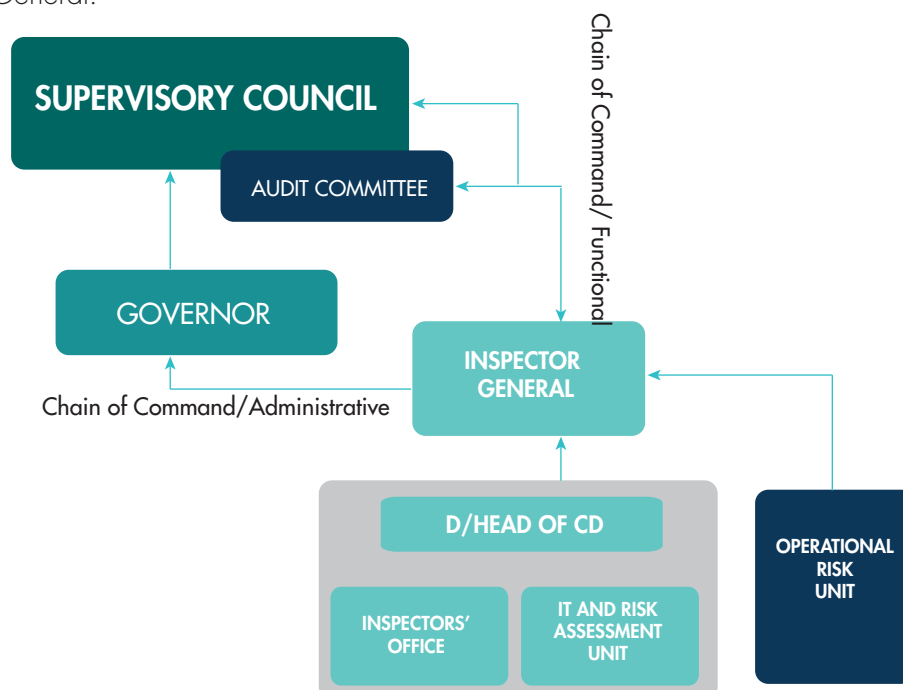 General.
Chain of Command/ Functional
SUPERVISORY COUNCIL
AUDIT COMMITTEE
GOVERNOR
INSPECTOR
GENERAL
Chain of Command/Administrative
D/HEAD OF CD
OPERATIONAL
RISK
UNIT
INSPECTORS'
OFFICE
IT AND RISK
ASSESSMENT
UNIT